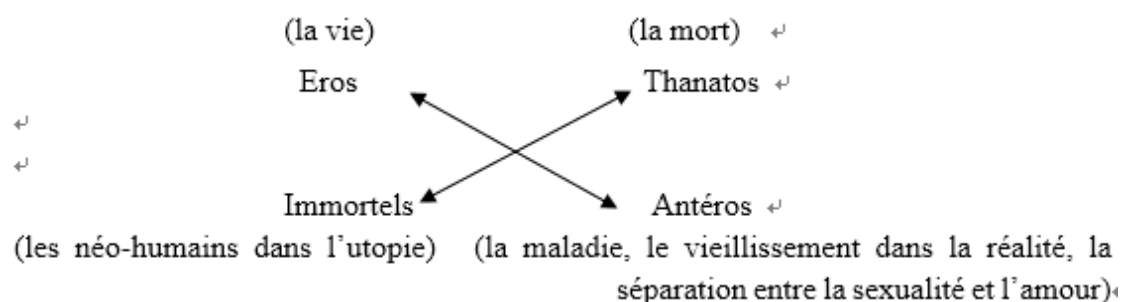 (la vie) (la mort)
Eros Thanatos
Immortels Antéros
(les néo-humains dans l’utopie) (la maladie, le vieillissement dans la réalité, la
séparation entre la sexualité et l’amour)